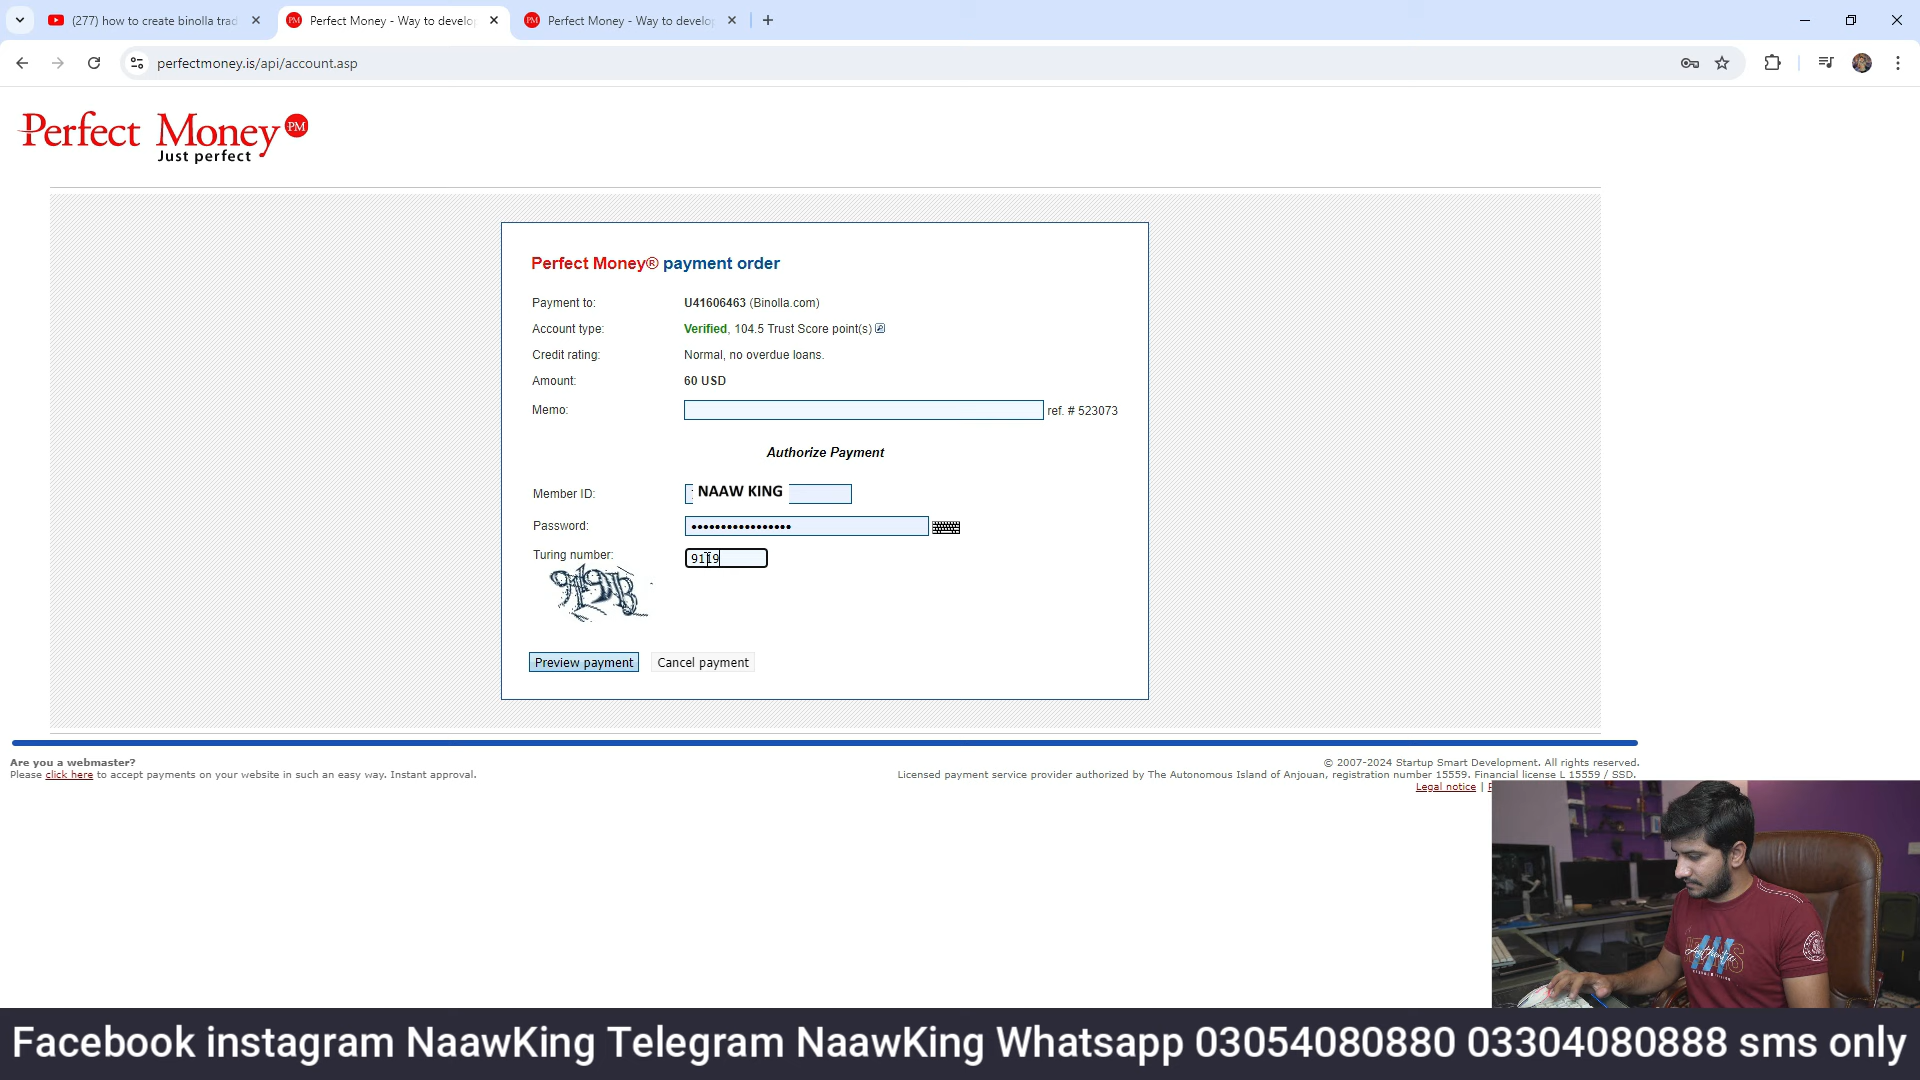 (277) how to create binolla trad
Perfect Money - Way to develop
Perfect Money - Way to develop
perfectmoney.is/api/account.asp
Perfect Money PM
Just perfect
Perfect Money® payment order
Payment to: U41606463 (Binolla.com)
Account type: Verified, 104.5 Trust Score point(s)
Credit rating: Normal, no overdue loans.
Amount: 60 USD
Memo: ref. # 523073
Authorize Payment
Member ID: NAAW KING
Password: •••••••••••••••••
Turing number: 9119
Preview payment Cancel payment
Are you a webmaster?
Please click here to accept payments on your website in such an easy way. Instant approval.
© 2007-2024 Startup Smart Development. All rights reserved.
Licensed payment service provider authorized by The Autonomous Island of Anjouan, registration number 15559. Financial license L 15559 / SSD.
Legal notice |
Authentic
Facebook instagram NaawKing Telegram NaawKing Whatsapp 03054080880 03304080888 sms only